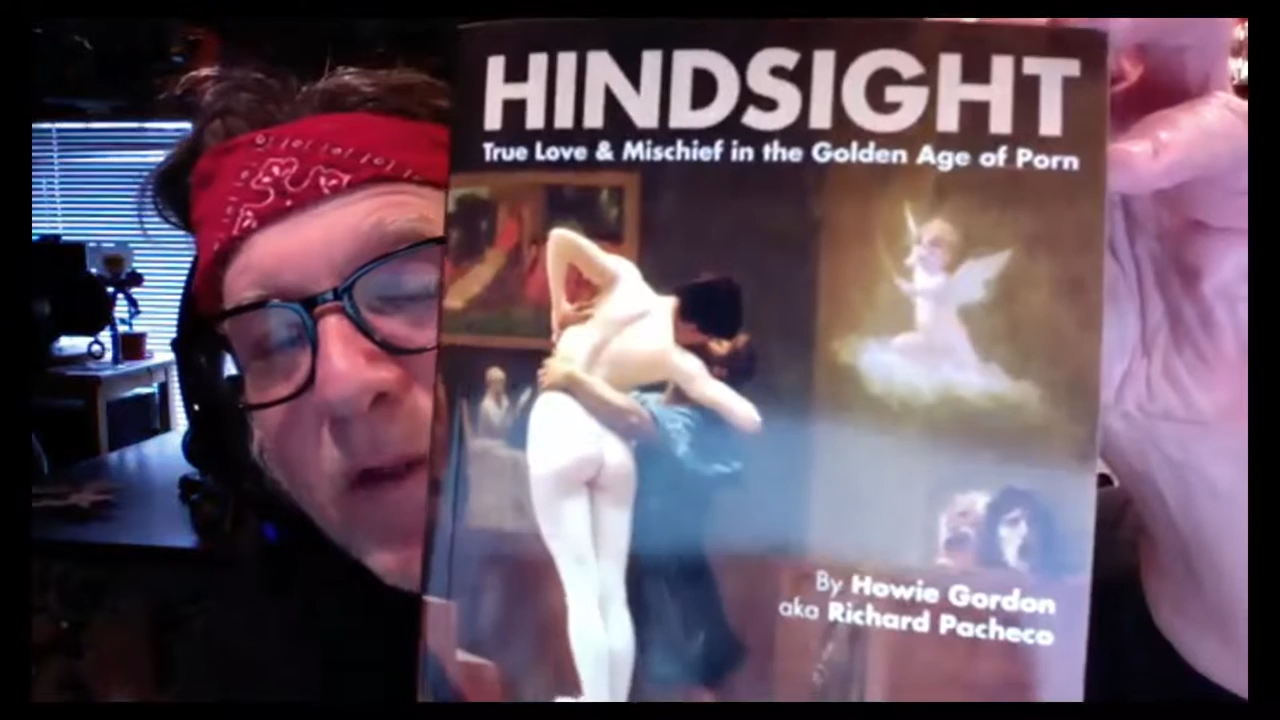 HINDSIGHT
True Love & Mischief in the Golden Age of Porn
By Howie Gordon
aka Richard Pacheco